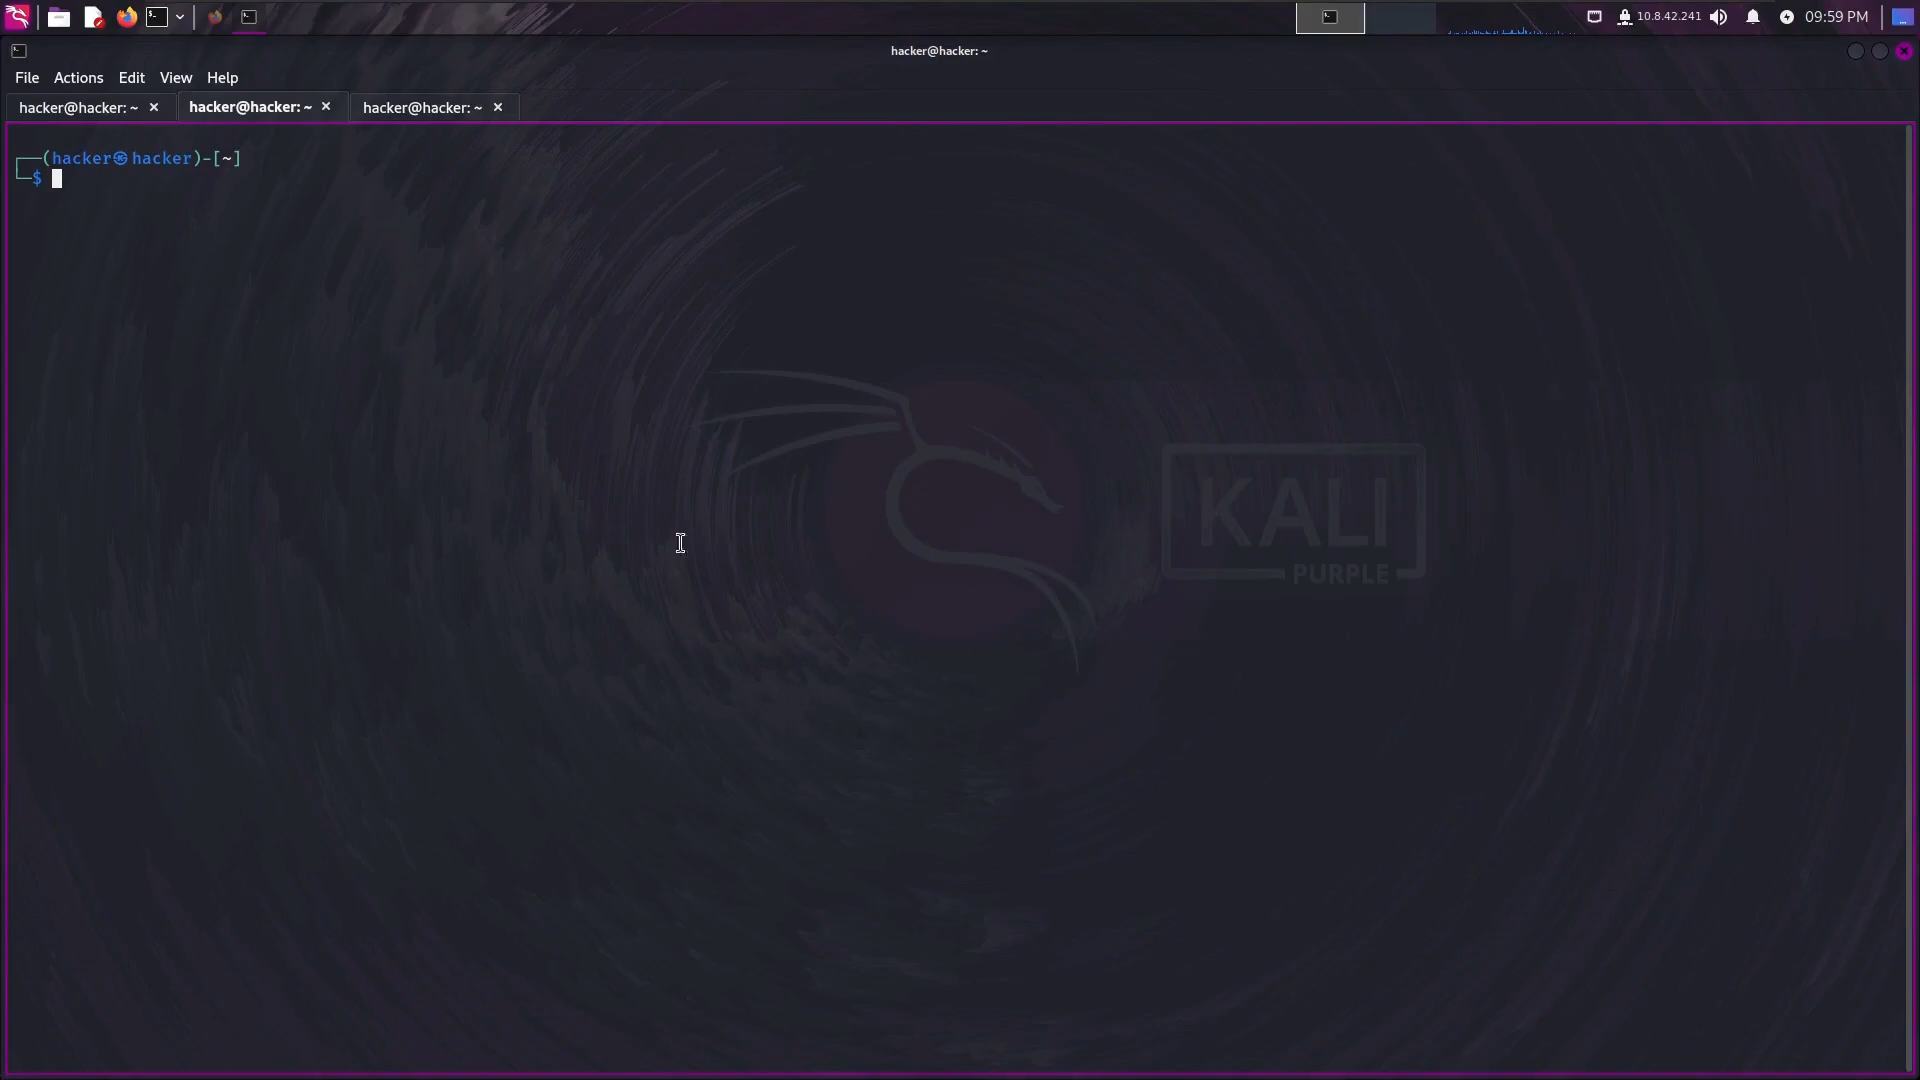 10.8.42.241
09:59 PM
hacker@hacker: ~
File Actions Edit View Help
hacker@hacker: ~ hacker@hacker: ~ hacker@hacker: ~
┌──(hacker㉿hacker)-[~]
└─$
KALI
PURPLE